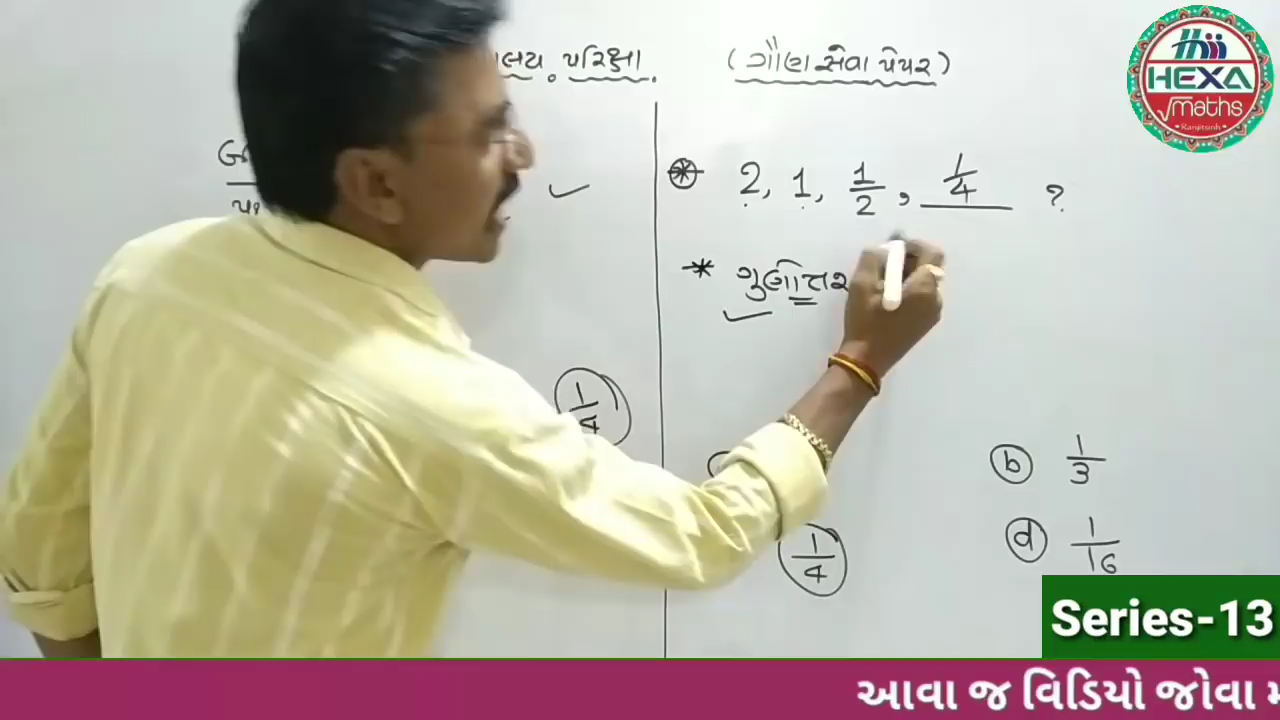 પરિક્ષા. (ગૌણ સેવા પેપર)
HEXA
√maths
Ranjitsinh
2, 1, 1/2, 1/4 ?
* ગુણોત્તર
1/4
b 1/3
1/4
d 1/16
Series-13
આવા જ વિડિયો જોવા